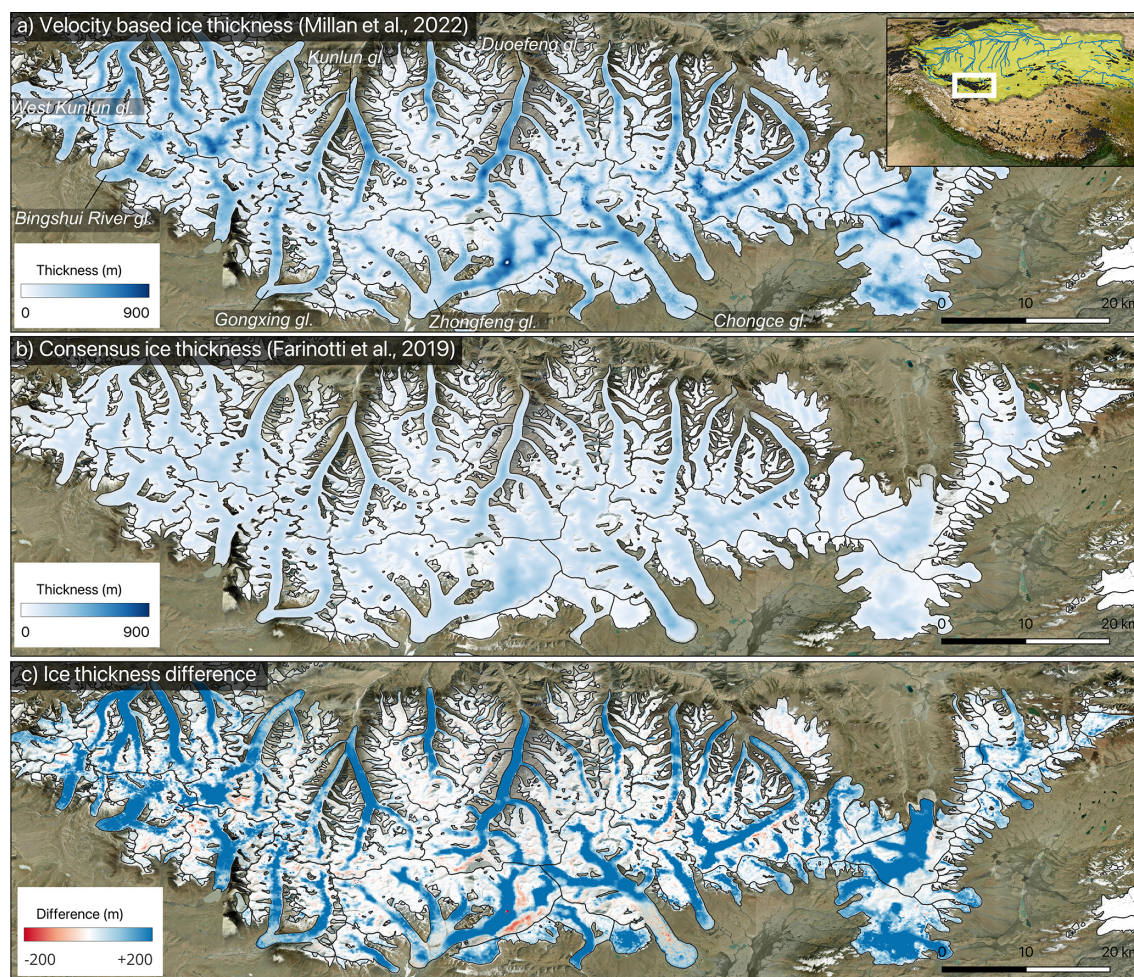 a) Velocity based ice thickness (Millan et al., 2022)
Duoefeng gl.
Kunlun gl.
West Kunlun gl.
Bingshui River gl.
Thickness (m)
0 900
Gongxing gl.
Zhongfeng gl.
Chongce gl.
0 10 20 km
b) Consensus ice thickness (Farinotti et al., 2019)
Thickness (m)
0 900
0 10 20 km
c) Ice thickness difference
Difference (m)
-200 +200
0 10 20 km